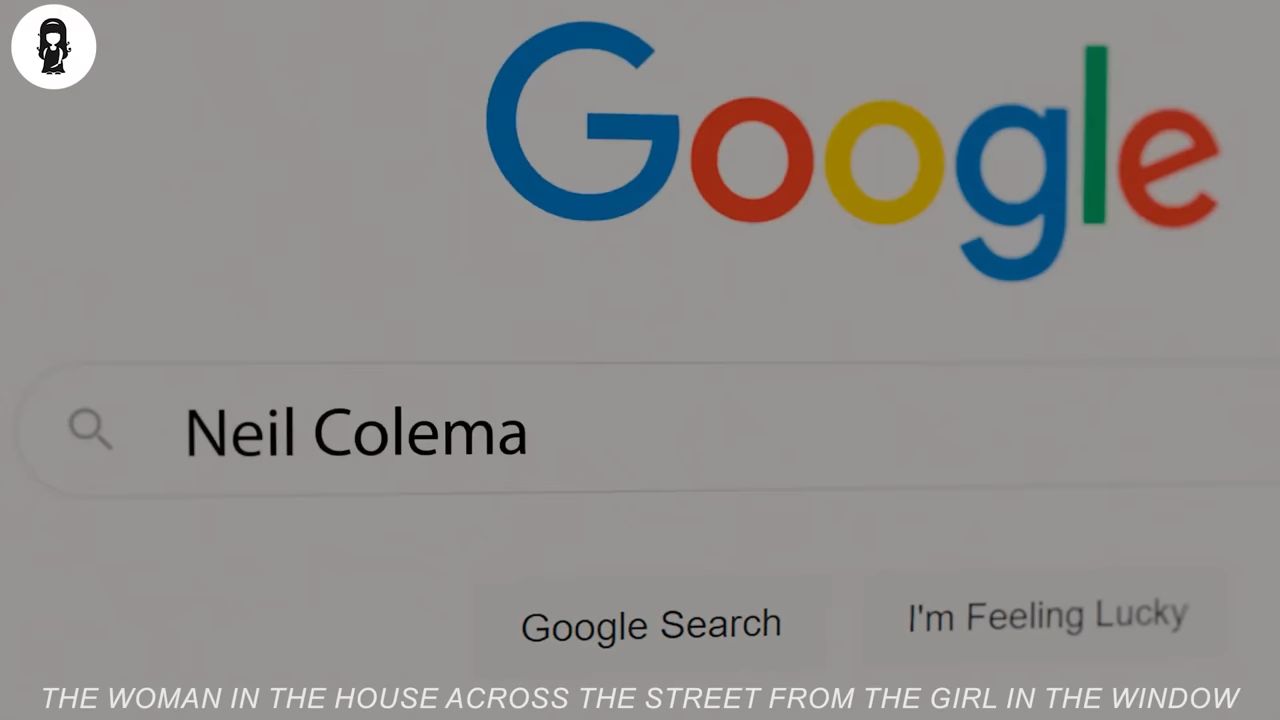 Google
Neil Colema
Google Search
I'm Feeling Lucky
THE WOMAN IN THE HOUSE ACROSS THE STREET FROM THE GIRL IN THE WINDOW